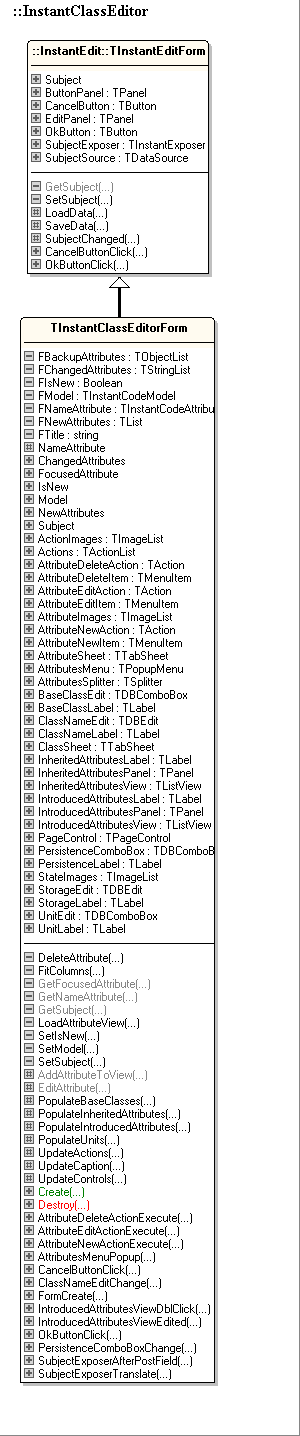 ::InstantClassEditor
::InstantEdit::TInstantEditForm
Subject
ButtonPanel : TPanel
CancelButton : TButton
EditPanel : TPanel
OkButton : TButton
SubjectExposer : TInstantExposer
SubjectSource : TDataSource
GetSubject(...)
SetSubject(...)
LoadData(...)
SaveData(...)
SubjectChanged(...)
CancelButtonClick(...)
OkButtonClick(...)
TInstantClassEditorForm
FBackupAttributes : TObjectList
FChangedAttributes : TStringList
FIsNew : Boolean
FModel : TInstantCodeModel
FNameAttribute : TInstantCodeAttribu
FNewAttributes : TList
FTitle : string
NameAttribute
ChangedAttributes
FocusedAttribute
IsNew
Model
NewAttributes
Subject
ActionImages : TImageList
Actions : TActionList
AttributeDeleteAction : TAction
AttributeDeleteItem : TMenuItem
AttributeEditAction : TAction
AttributeEditItem : TMenuItem
AttributeImages : TImageList
AttributeNewAction : TAction
AttributeNewItem : TMenuItem
AttributeSheet : TTabSheet
AttributesMenu : TPopupMenu
AttributesSplitter : TSplitter
BaseClassEdit : TDBComboBox
BaseClassLabel : TLabel
ClassNameEdit : TDBEdit
ClassNameLabel : TLabel
ClassSheet : TTabSheet
InheritedAttributesLabel : TLabel
InheritedAttributesPanel : TPanel
InheritedAttributesView : TListView
IntroducedAttributesLabel : TLabel
IntroducedAttributesPanel : TPanel
IntroducedAttributesView : TListView
PageControl : TPageControl
PersistenceComboBox : TDBComboB
PersistenceLabel : TLabel
StateImages : TImageList
StorageEdit : TDBEdit
StorageLabel : TLabel
UnitEdit : TDBComboBox
UnitLabel : TLabel
DeleteAttribute(...)
FitColumns(...)
GetFocusedAttribute(...)
GetNameAttribute(...)
GetSubject(...)
LoadAttributeView(...)
SetIsNew(...)
SetModel(...)
SetSubject(...)
AddAttributeToView(...)
EditAttribute(...)
PopulateBaseClasses(...)
PopulateInheritedAttributes(...)
PopulateIntroducedAttributes(...)
PopulateUnits(...)
UpdateActions(...)
UpdateCaption(...)
UpdateControls(...)
Create(...)
Destroy(...)
AttributeDeleteActionExecute(...)
AttributeEditActionExecute(...)
AttributeNewActionExecute(...)
AttributesMenuPopup(...)
CancelButtonClick(...)
ClassNameEditChange(...)
FormCreate(...)
IntroducedAttributesViewDblClick(...)
IntroducedAttributesViewEdited(...)
OkButtonClick(...)
PersistenceComboBoxChange(...)
SubjectExposerAfterPostField(...)
SubjectExposerTranslate(...)